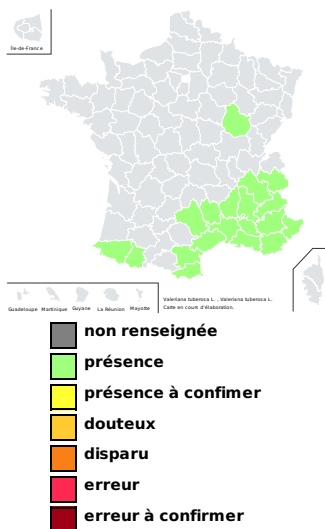 Île-de-France
Guadeloupe Martinique Guyane La Réunion Mayotte
Valeriana tuberosa L. , Valeriana tuberosa L.
Carte en cours d'élaboration.
non renseignée
présence
présence à confimer
douteux
disparu
erreur
erreur à confirmer